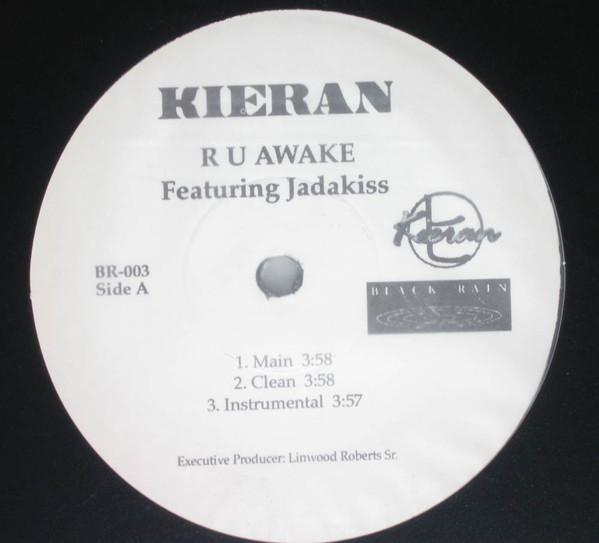 KIERAN
R U AWAKE
Featuring Jadakiss
Kieran
BR-003
Side A
BLACK RAIN
1. Main 3:58
2. Clean 3:58
3. Instrumental 3:57
Executive Producer: Linwood Roberts Sr.